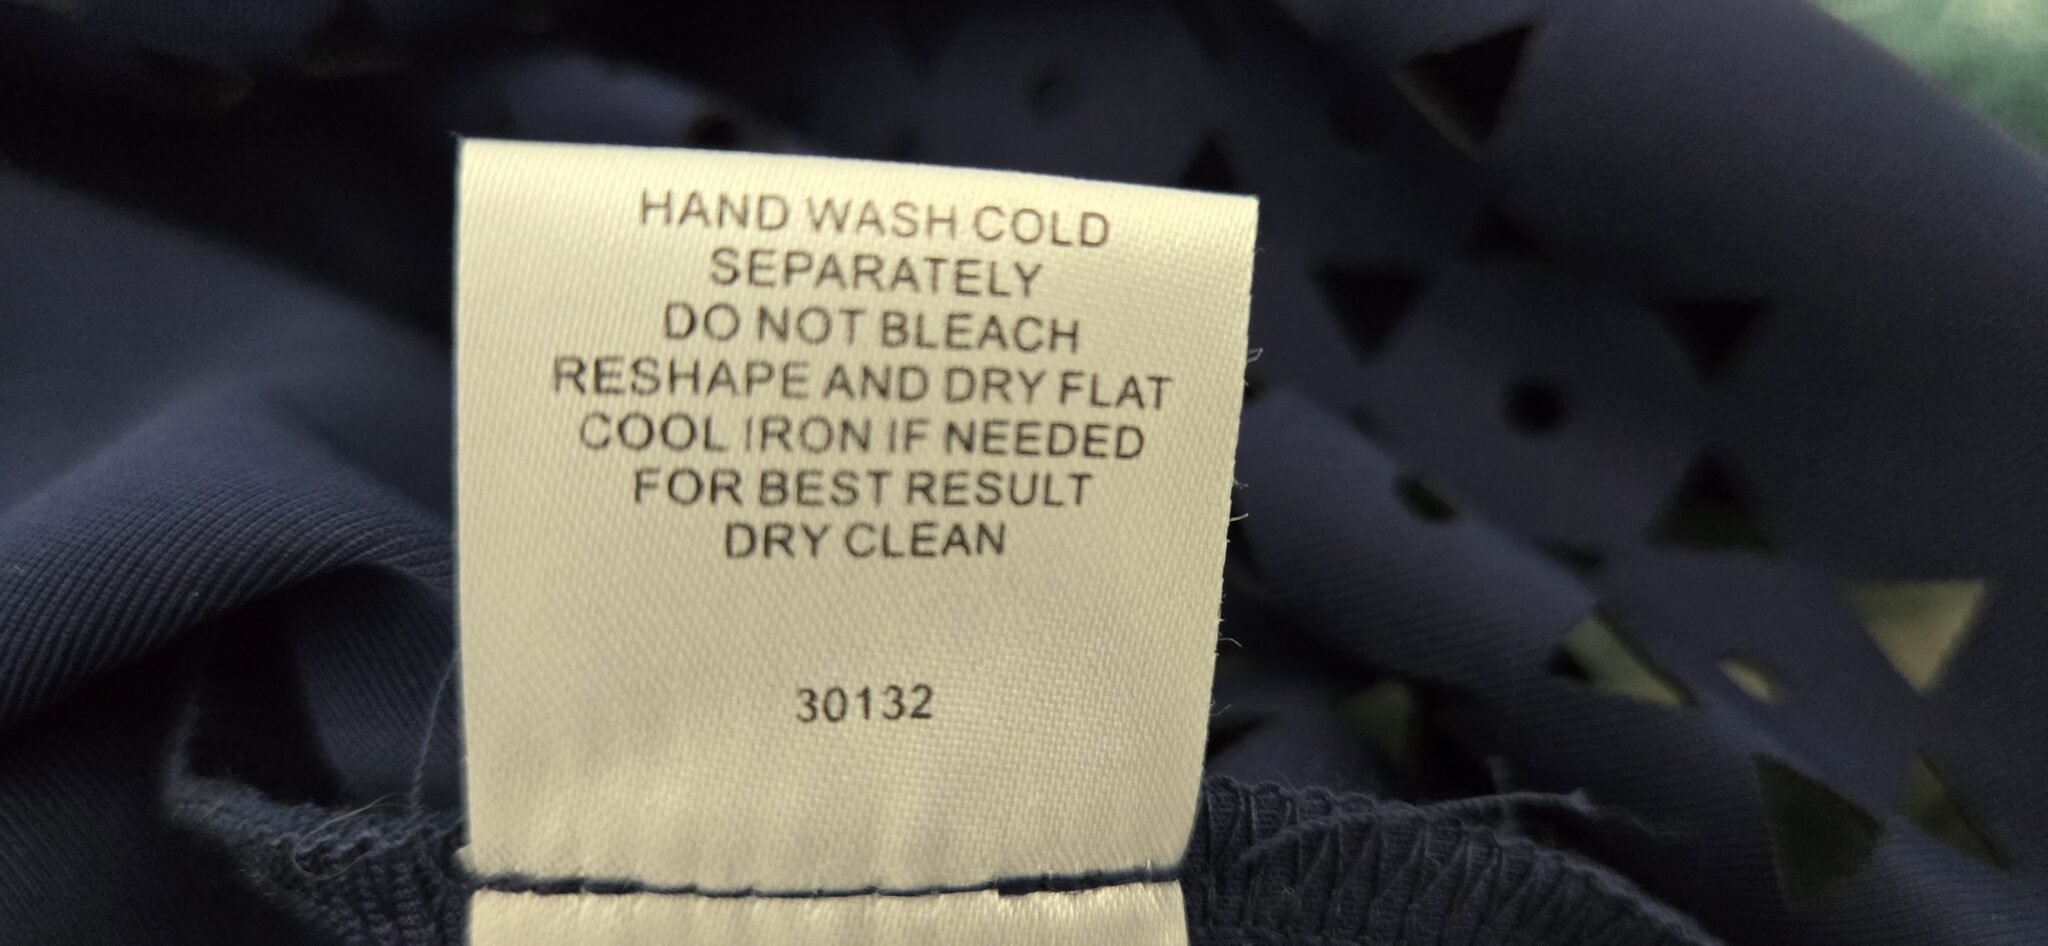 HAND WASH COLD
SEPARATELY
DO NOT BLEACH
RESHAPE AND DRY FLAT
COOL IRON IF NEEDED
FOR BEST RESULT
DRY CLEAN
30132